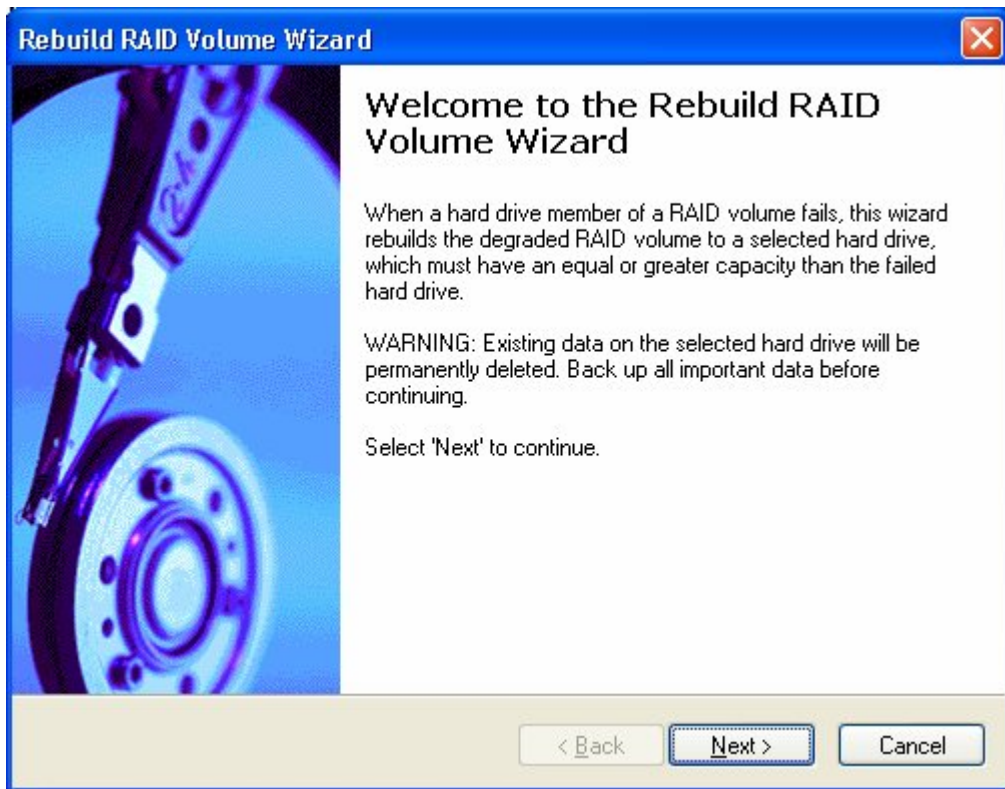 Rebuild RAID Volume Wizard
Welcome to the Rebuild RAID
Volume Wizard
When a hard drive member of a RAID volume fails, this wizard
rebuilds the degraded RAID volume to a selected hard drive,
which must have an equal or greater capacity than the failed
hard drive.
WARNING: Existing data on the selected hard drive will be
permanently deleted. Back up all important data before
continuing.
Select 'Next' to continue.
< Back
Next >
Cancel